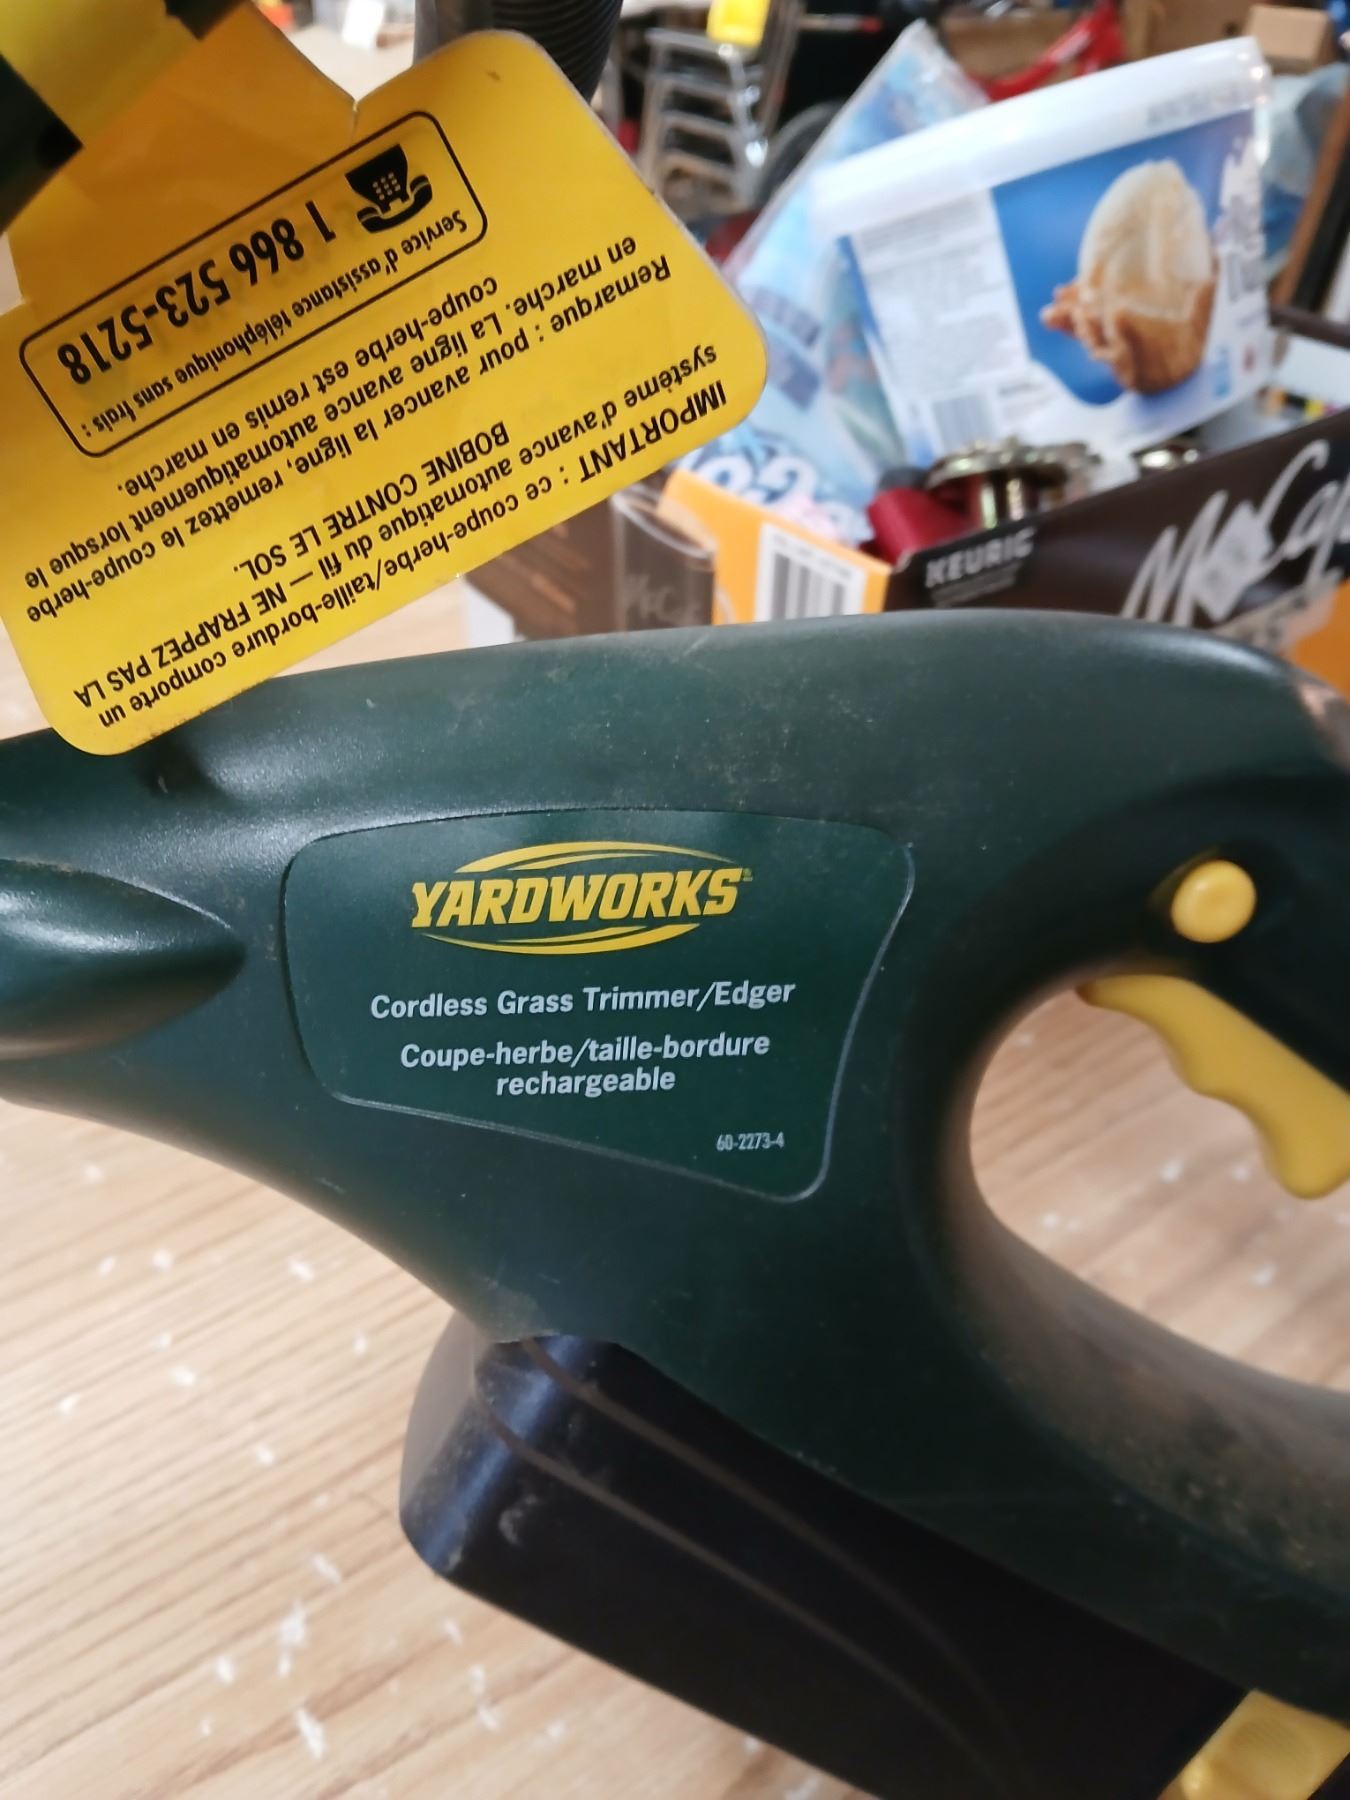 IMPORTANT : ce coupe-herbe/taille-bordure comporte un
système d'avance automatique du fil — NE FRAPPEZ PAS LA
BOBINE CONTRE LE SOL.
Remarque : pour avancer la ligne, remettez le coupe-herbe
en marche. La ligne avance automatiquement lorsque le
coupe-herbe est remis en marche.
Service d'assistance téléphonique sans frais :
1 866 523-5218
KEURIG
McCafé
YARDWORKS
Cordless Grass Trimmer/Edger
Coupe-herbe/taille-bordure
rechargeable
60-2273-4